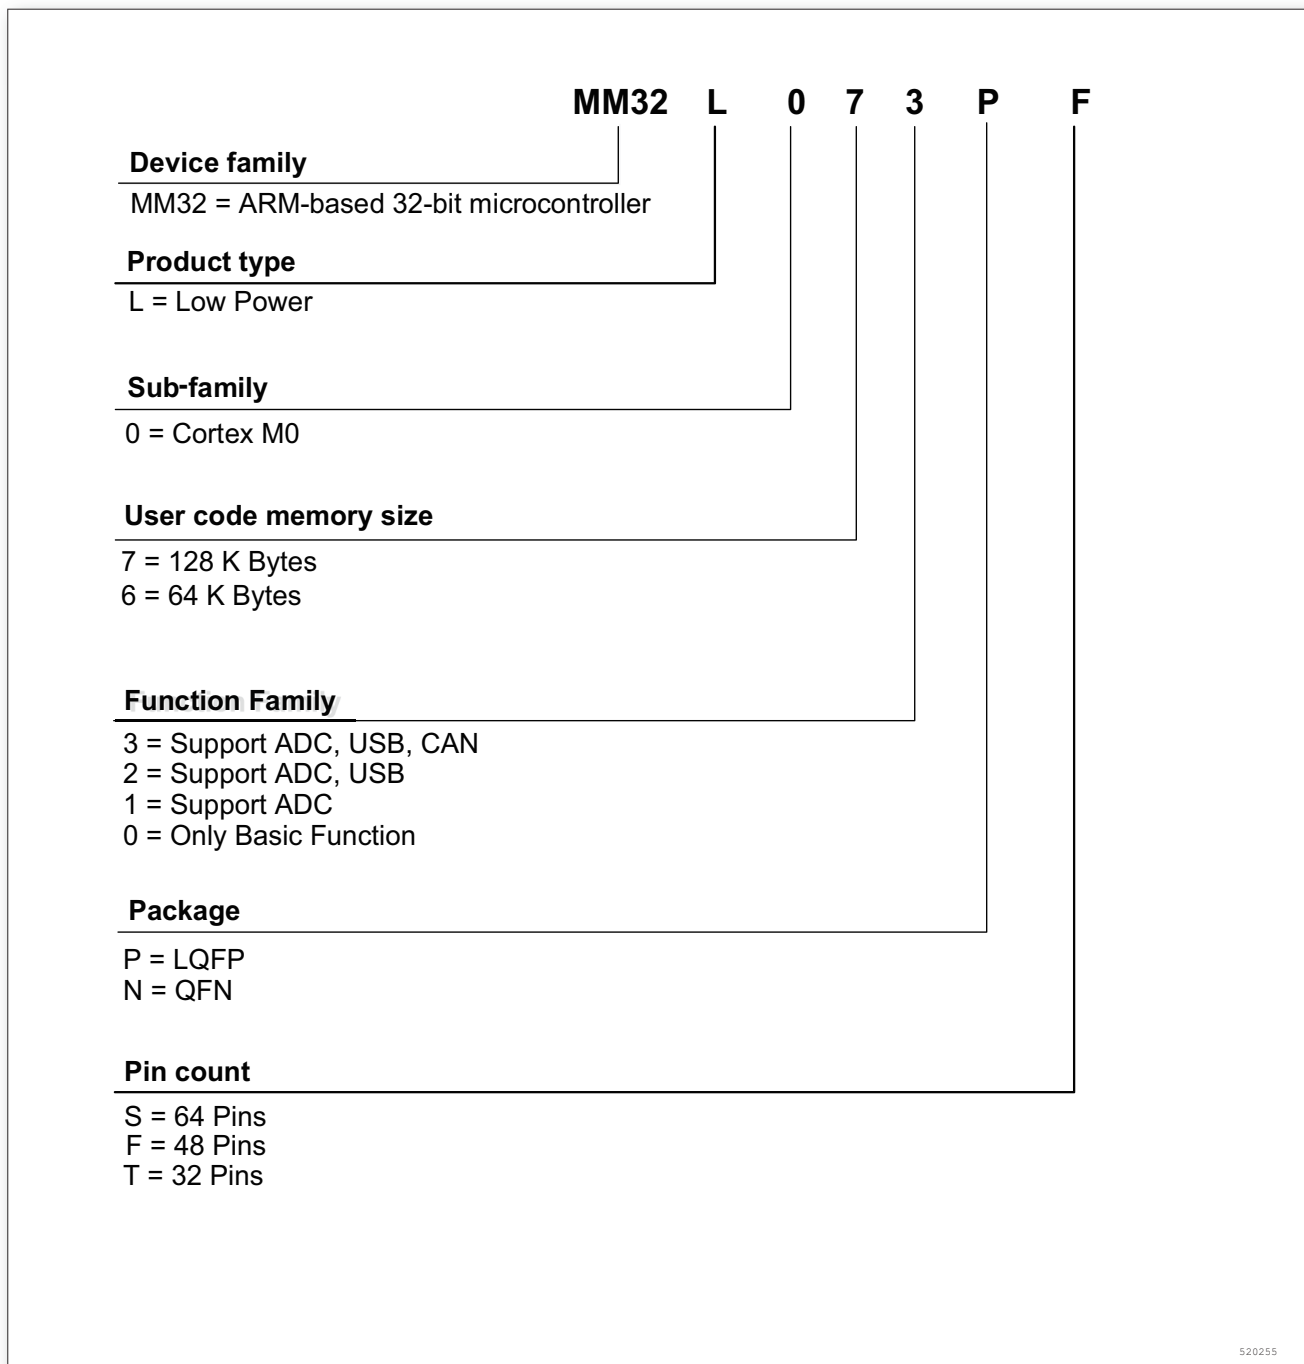 MM32 L 0 7 3 P F
Device family
MM32 = ARM-based 32-bit microcontroller
Product type
L = Low Power
Sub-family
0 = Cortex M0
User code memory size
7 = 128 K Bytes
6 = 64 K Bytes
Function Family
3 = Support ADC, USB, CAN
2 = Support ADC, USB
1 = Support ADC
0 = Only Basic Function
Package
P = LQFP
N = QFN
Pin count
S = 64 Pins
F = 48 Pins
T = 32 Pins
520255